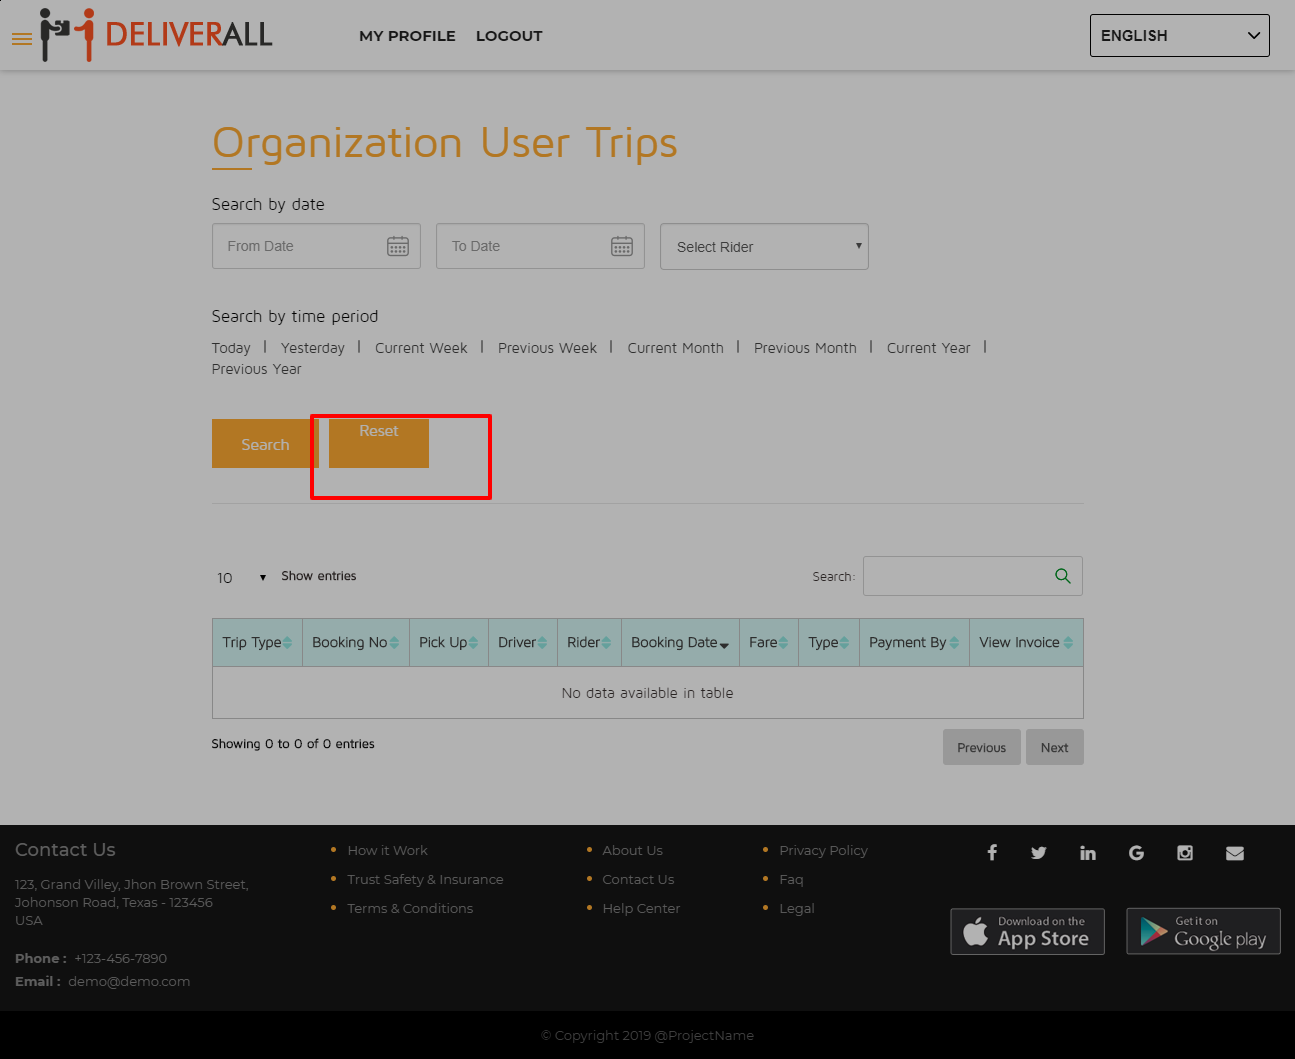 DELIVERALL
MY PROFILE LOGOUT
ENGLISH
Organization User Trips
Search by date
From Date
To Date
Select Rider
Search by time period
Today | Yesterday | Current Week | Previous Week | Current Month | Previous Month | Current Year |
Previous Year
Search
Reset
10 Show entries
Search:
Trip Type Booking No Pick Up Driver Rider Booking Date Fare Type Payment By View Invoice
No data available in table
Showing 0 to 0 of 0 entries
Previous Next
Contact Us
123, Grand Villey, Jhon Brown Street,
Johonson Road, Texas - 123456
USA
Phone : +123-456-7890
Email : demo@demo.com
How it Work
Trust Safety & Insurance
Terms & Conditions
About Us
Contact Us
Help Center
Privacy Policy
Faq
Legal
Download on the
App Store
Get it on
Google play
© Copyright 2019 @ProjectName